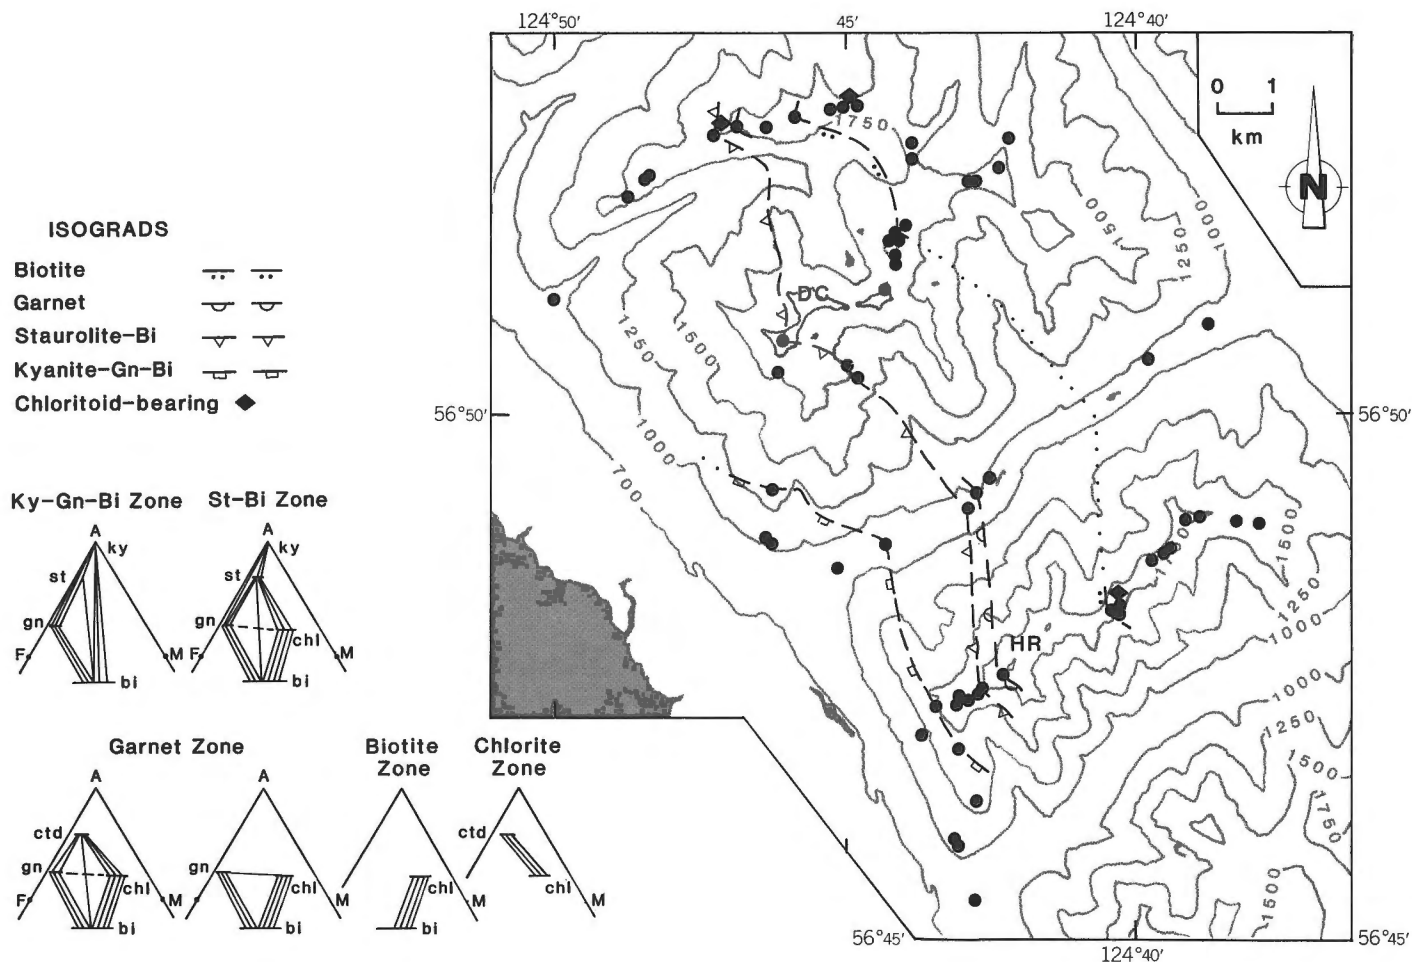 124°50′ 45′ 124°40′
0 1
km
N
1750
1500
1250
1000
DC
1250
1500
1000
700
56°50′ 56°50′
ISOGRADS
Biotite
Garnet
Staurolite-Bi
Kyanite-Gn-Bi
Chloritoid-bearing
Ky-Gn-Bi Zone St-Bi Zone
A A
ky ky
st st
gn gn chl
F M F M
bi bi
Garnet Zone Biotite Zone Chlorite Zone
A A
ctd ctd
gn gn chl chl chl chl
F M M M M
bi bi bi
HR
1500
1250
1000
1000
1250
1500
1750
1500
56°45′ 56°45′
124°40′